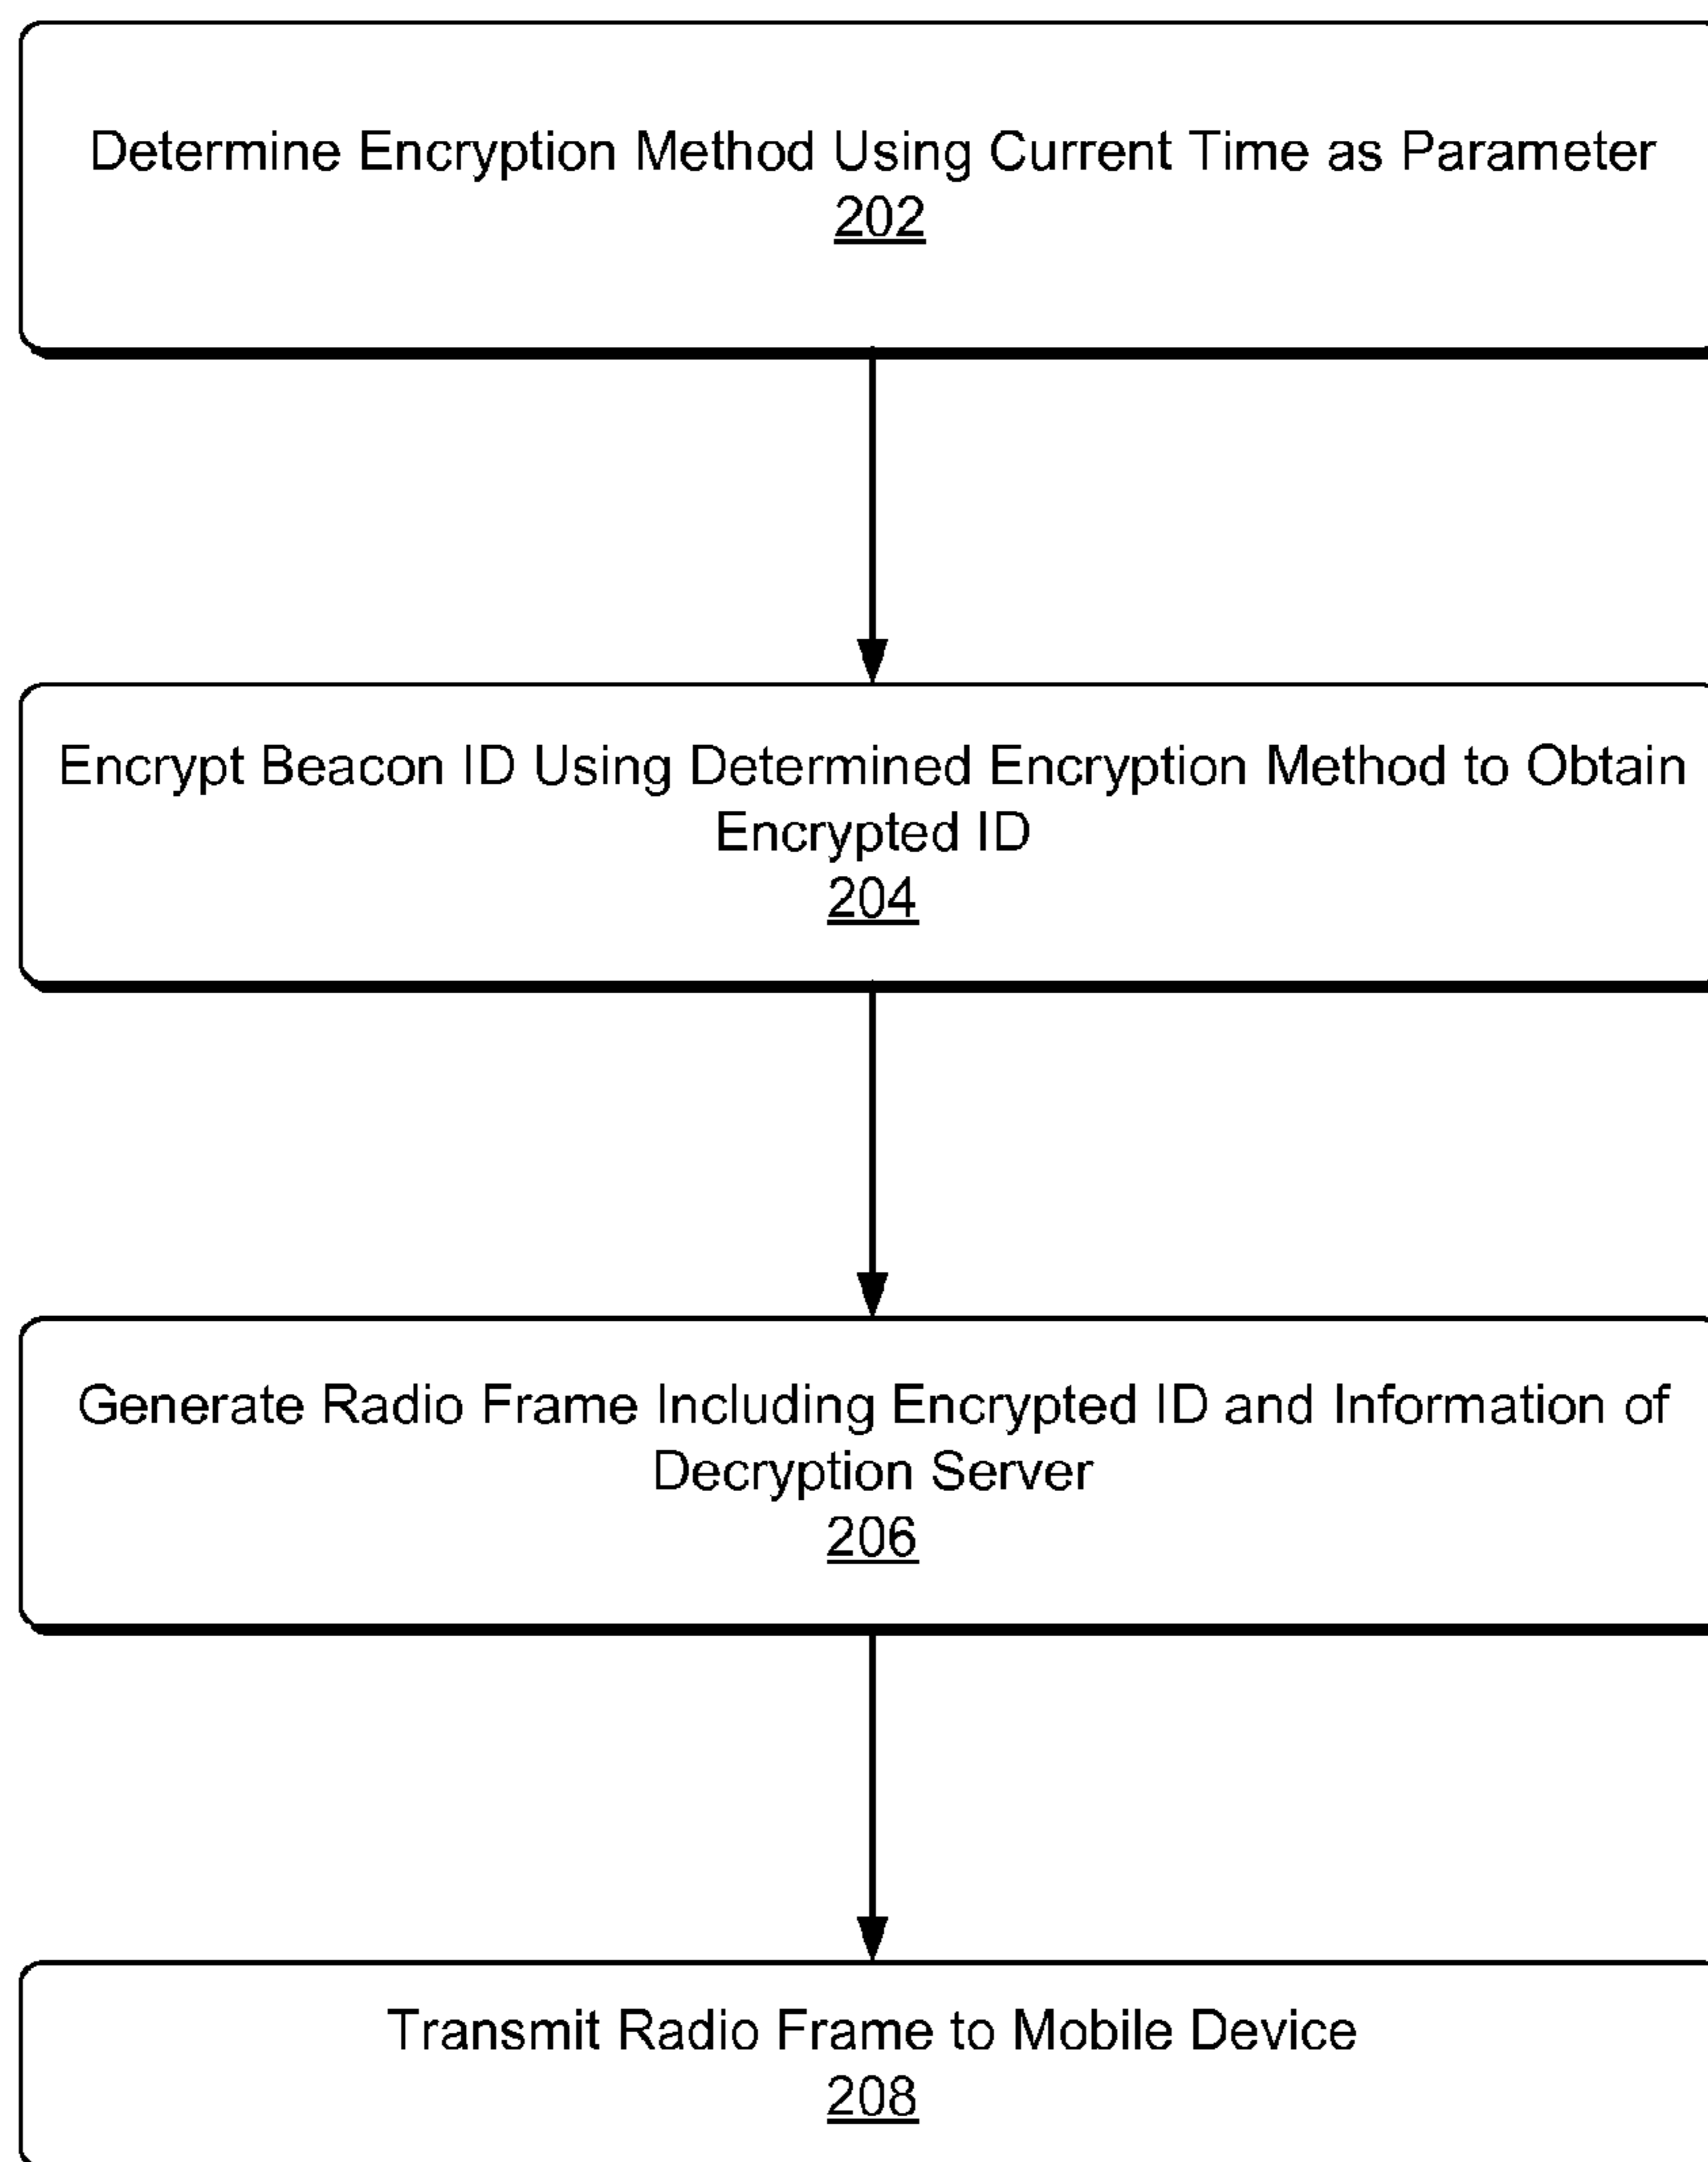 Determine Encryption Method Using Current Time as Parameter
202
Encrypt Beacon ID Using Determined Encryption Method to Obtain
Encrypted ID
204
Generate Radio Frame Including Encrypted ID and Information of
Decryption Server
206
Transmit Radio Frame to Mobile Device
208